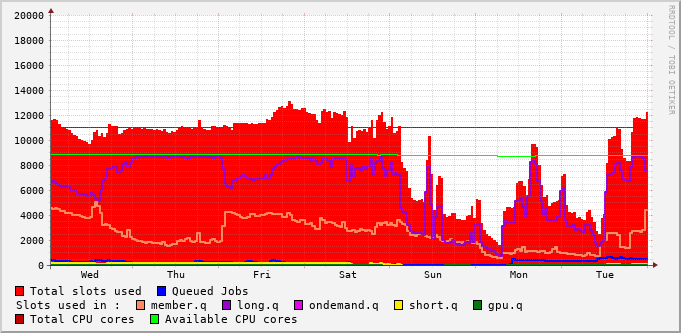 20000
18000
16000
14000
12000
10000
8000
6000
4000
2000
0
Wed Thu Fri Sat Sun Mon Tue
RRDTOOL / TOBI OETIKER
Total slots used Queued Jobs
Slots used in : member.q long.q ondemand.q short.q gpu.q
Total CPU cores Available CPU cores